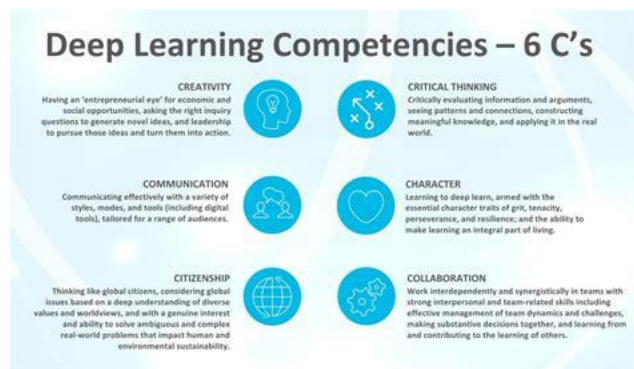 Deep Learning Competencies – 6 C's
CREATIVITY
Having an 'entrepreneurial eye' for economic and
social opportunities, asking the right inquiry
questions to generate novel ideas, and leadership
to pursue those ideas and turn them into action.
CRITICAL THINKING
Critically evaluating information and arguments,
seeing patterns and connections, constructing
meaningful knowledge, and applying it in the real
world.
COMMUNICATION
Communicating effectively with a variety of
styles, modes, and tools (including digital
tools), tailored for a range of audiences.
CHARACTER
Learning to deep learn, armed with the
essential character traits of grit, tenacity,
perseverance, and resilience; and the ability to
make learning an integral part of living.
CITIZENSHIP
Thinking like global citizens, considering global
issues based on a deep understanding of diverse
values and worldviews, and with a genuine interest
and ability to solve ambiguous and complex
real-world problems that impact human and
environmental sustainability.
COLLABORATION
Work interdependently and synergistically in teams with
strong interpersonal and team-related skills including
effective management of team dynamics and challenges,
making substantive decisions together, and learning from
and contributing to the learning of others.